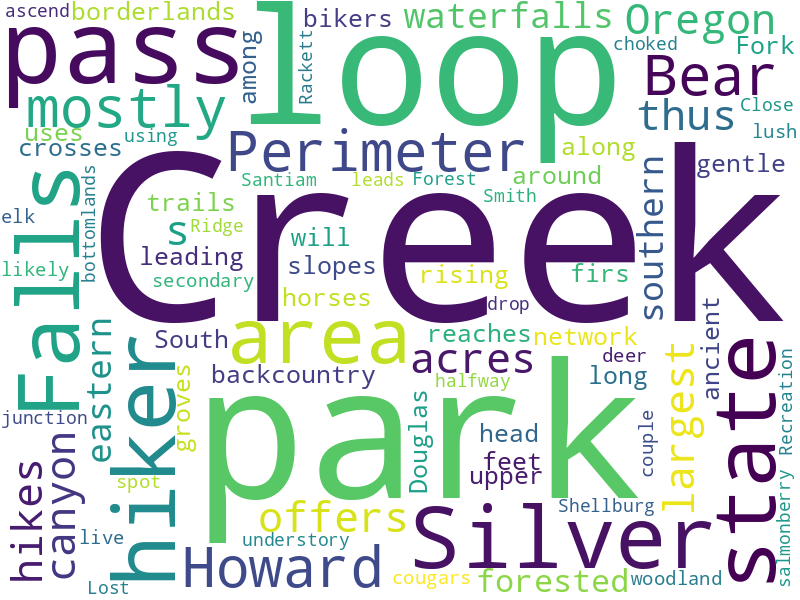 ascend
borderlands
bikers
waterfalls
Oregon
pass
loop
among
Rackett
choked
Fork
Bear
mostly
thus
Close
lush
uses
using
crosses
Perimeter
along
gentle
Santiam
leads
Forest
around
Smith
southern
Falls
bottomlands
trails
Ridge
elk
s
will
Creek
leading
slopes
likely
secondary
rising
firs
horses
drop
ancient
South
area
reaches
network
eastern
hiker
acres
deer
backcountry
halfway
long
largest
state
Recreation
groves
park
Douglas
junction
head
couple
feet
upper
hikes
canyon
spot
offers
Silver
Shellburg
salmonberry
live
understory
Howard
cougars
forested
woodland
Lost